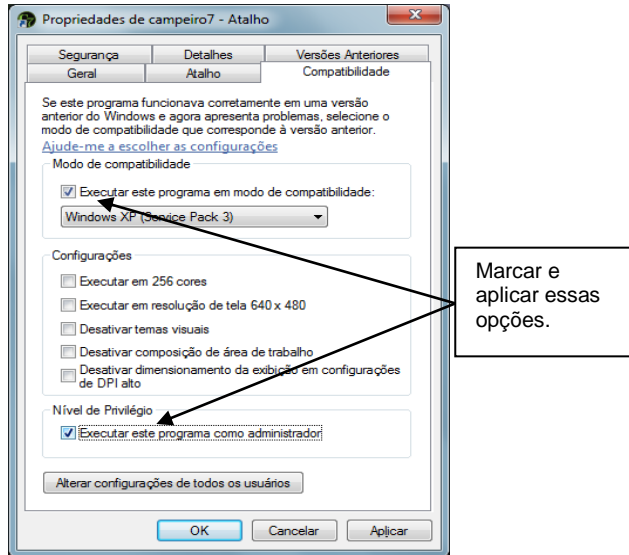 Propriedades de campeiro7 - Atalho
Segurança Detalhes Versões Anteriores
Geral Atalho Compatibilidade
Se este programa funcionava corretamente em uma versão
anterior do Windows e agora apresenta problemas, selecione o
modo de compatibilidade que corresponde à versão anterior.
Ajude-me a escolher as configurações
Modo de compatibilidade
Executar este programa em modo de compatibilidade:
Windows XP (Service Pack 3)
Configurações
Executar em 256 cores
Executar em resolução de tela 640 x 480
Desativar temas visuais
Desativar composição de área de trabalho
Desativar dimensionamento da exibição em configurações
de DPI alto
Nível de Privilégio
Executar este programa como administrador
Alterar configurações de todos os usuários
OK Cancelar Aplicar
Marcar e
aplicar essas
opções.